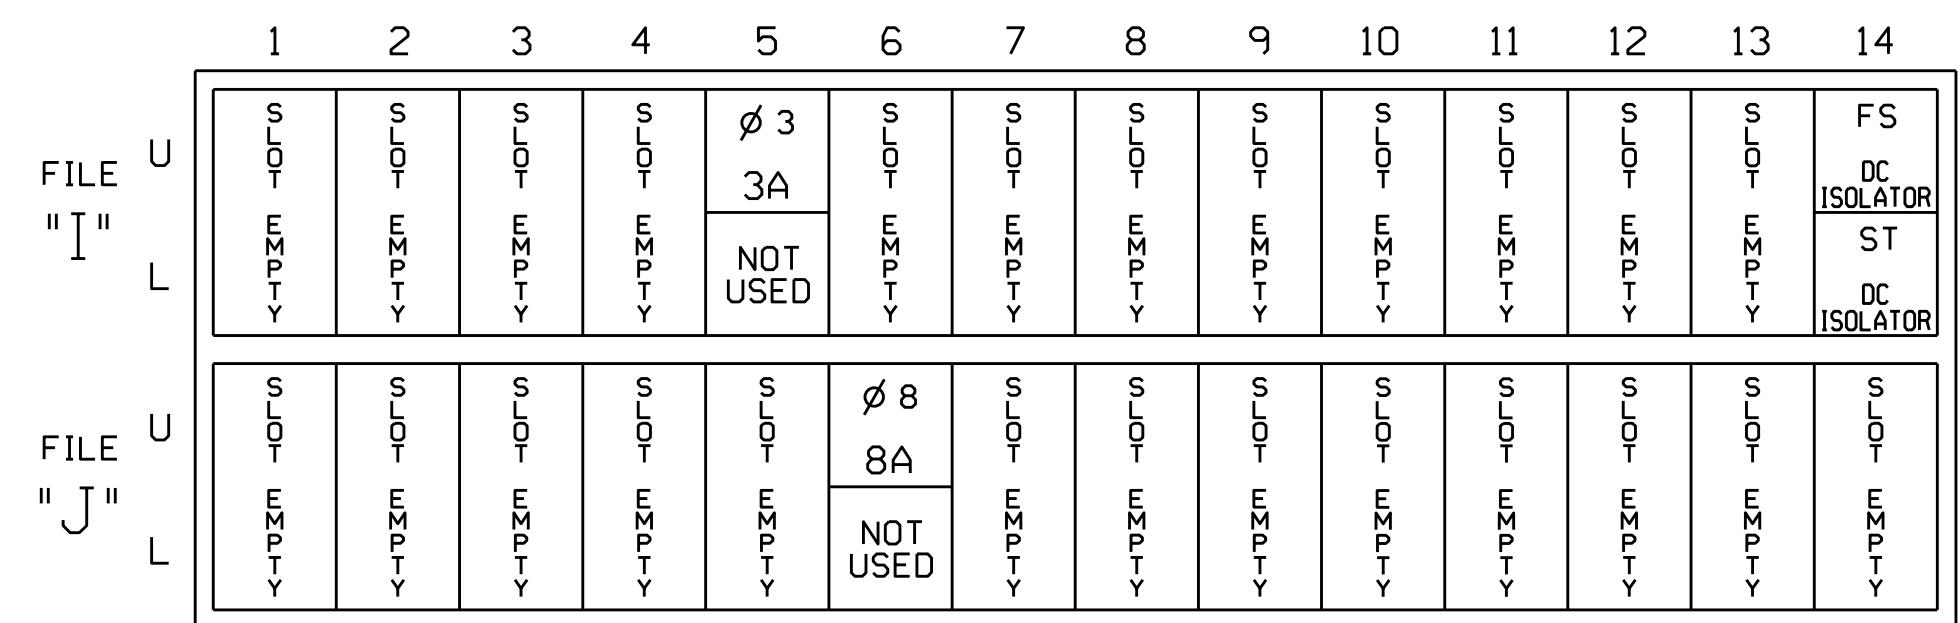 1 2 3 4 5 6 7 8 9 10 11 12 13 14
FILE
"I"
U
L
SLOT EMPTY
SLOT EMPTY
SLOT EMPTY
SLOT EMPTY
Ø 3
3A
NOT
USED
SLOT EMPTY
SLOT EMPTY
SLOT EMPTY
SLOT EMPTY
SLOT EMPTY
SLOT EMPTY
SLOT EMPTY
SLOT EMPTY
FS
DC
ISOLATOR
ST
DC
ISOLATOR
FILE
"J"
U
L
SLOT EMPTY
SLOT EMPTY
SLOT EMPTY
SLOT EMPTY
SLOT EMPTY
Ø 8
8A
NOT
USED
SLOT EMPTY
SLOT EMPTY
SLOT EMPTY
SLOT EMPTY
SLOT EMPTY
SLOT EMPTY
SLOT EMPTY
SLOT EMPTY